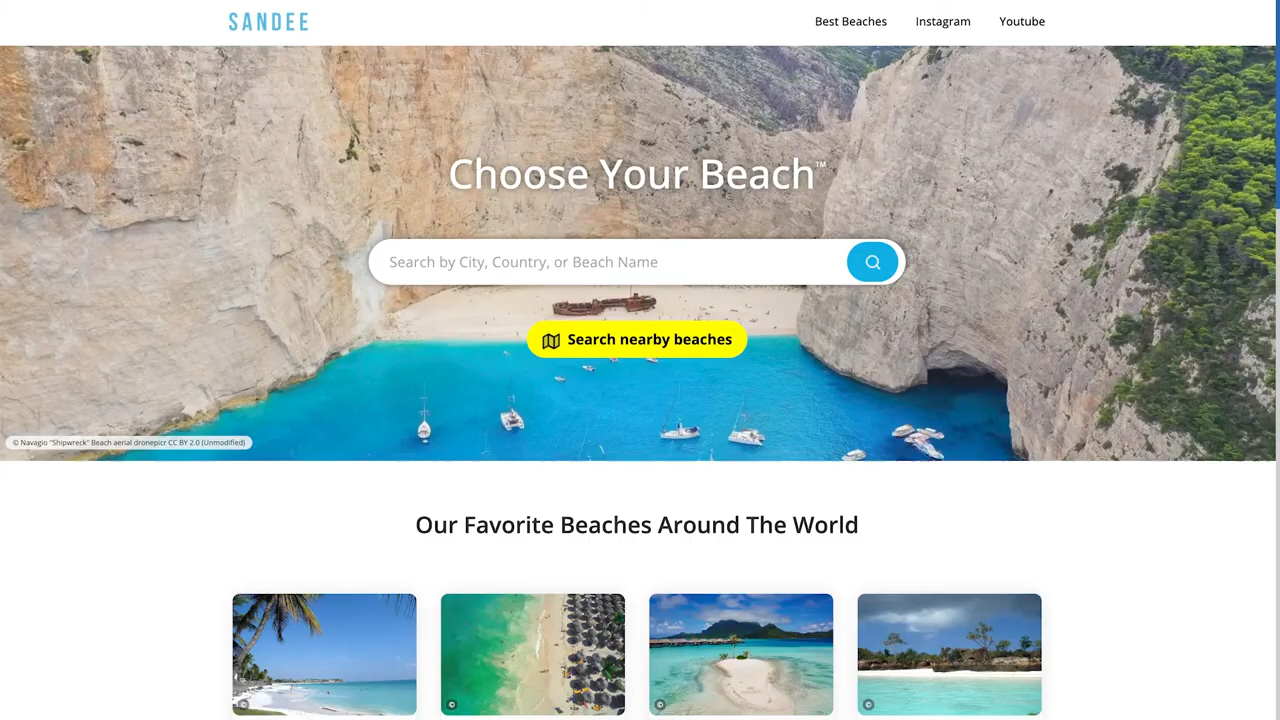 SANDEE
Best Beaches
Instagram
Youtube
Choose Your Beach™
Search by City, Country, or Beach Name
Search nearby beaches
© Navagio "Shipwreck" Beach aerial dronepicr CC BY 2.0 (Unmodified)
Our Favorite Beaches Around The World
©
©
©
©